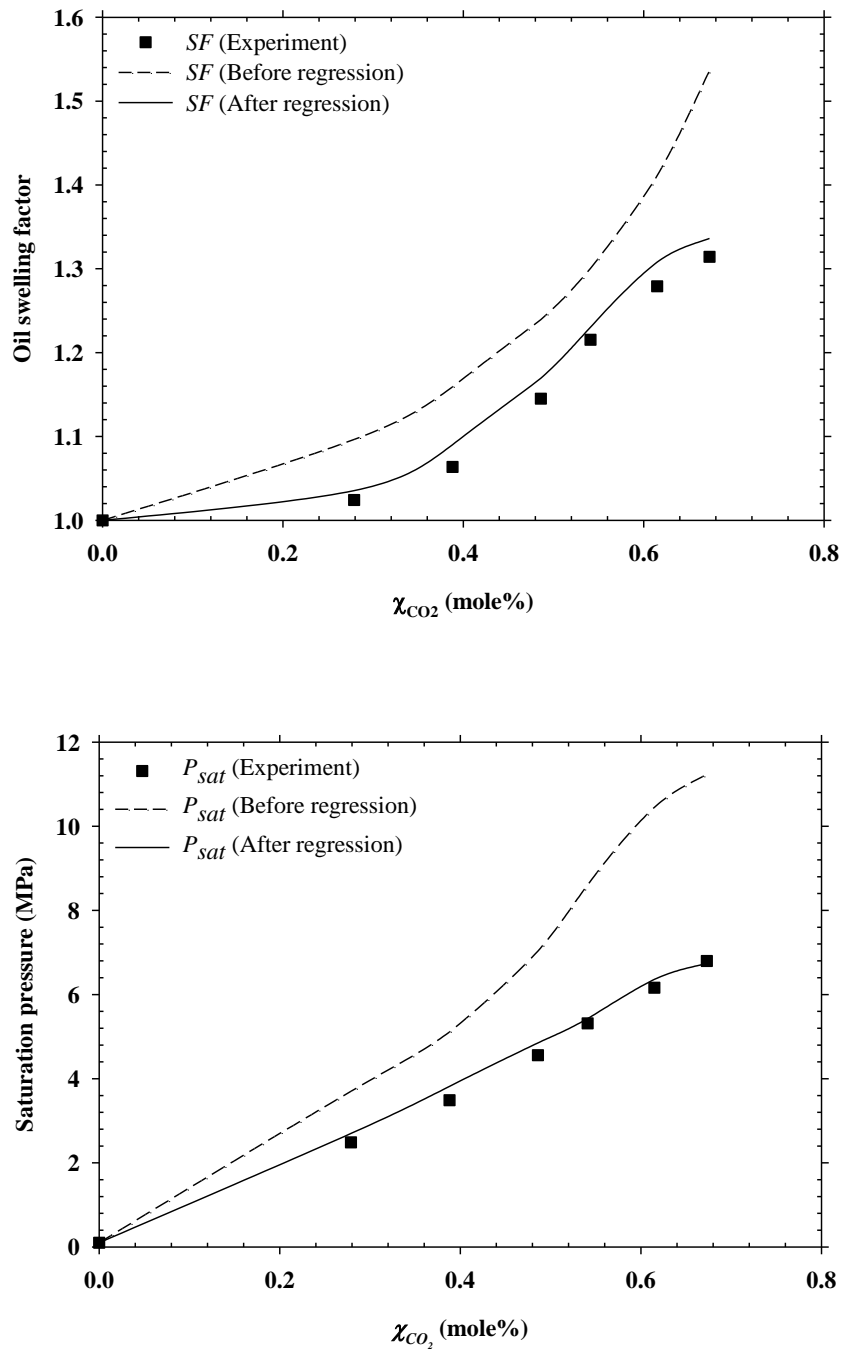 1.6
SF (Experiment)
SF (Before regression)
SF (After regression)
1.5
1.4
1.3
1.2
1.1
1.0
Oil swelling factor
0.0 0.2 0.4 0.6 0.8
χCO2 (mole%)
12
Psat (Experiment)
Psat (Before regression)
Psat (After regression)
10
8
6
4
2
0
Saturation pressure (MPa)
0.0 0.2 0.4 0.6 0.8
χCO2 (mole%)